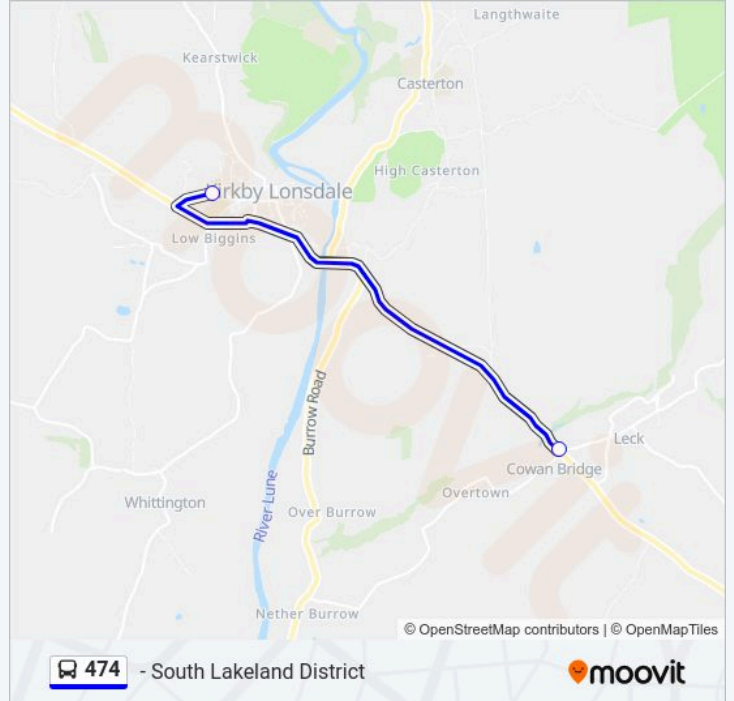 Langthwaite
Kearstwick
Casterton
High Casterton
Kirkby Lonsdale
Low Biggins
Burrow Road
River Lune
Leck
Cowan Bridge
Overtown
Whittington
Over Burrow
Nether Burrow
© OpenStreetMap contributors | © OpenMapTiles
474 - South Lakeland District
moovit